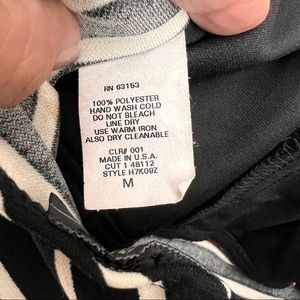 RN 63153
100% POLYESTER
HAND WASH COLD
DO NOT BLEACH
LINE DRY
USE WARM IRON
ALSO DRY CLEANABLE
CLR# 001
MADE IN U.S.A.
CUT 1 48112
STYLE H7K09Z
M